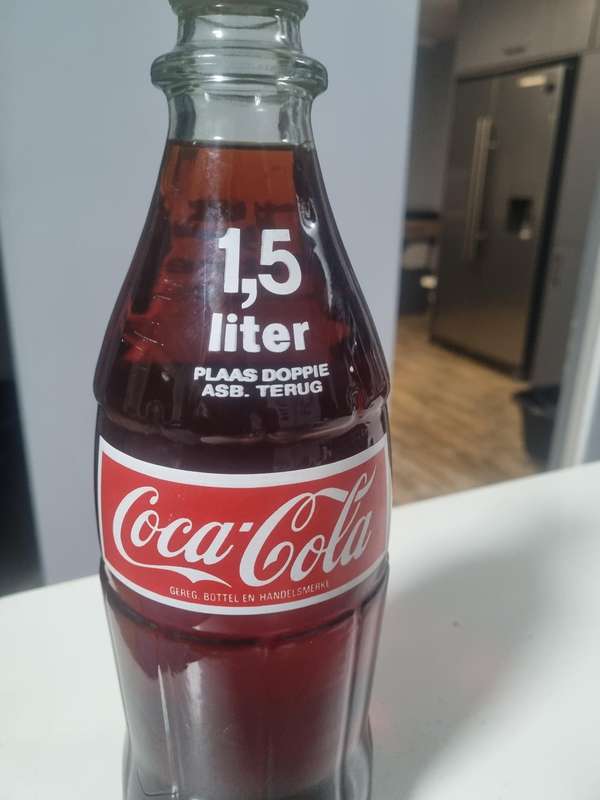 1,5
liter
PLAAS DOPPIE
ASB. TERUG
Coca-Cola
GEREG. BOTTEL EN HANDELSMERKE